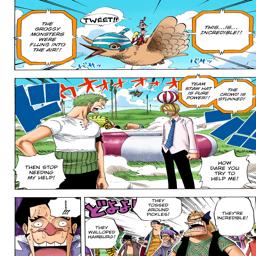 THE
GROGGY
MONSTERS
WERE
FLUNG INTO
THE AIR!!
TWEET!!
THIS...IS...
INCREDIBLE!!
TEAM
STRAW HAT
IS PURE
POWER!!
THE
CROWD IS
STUNNED!
THEN STOP
NEEDING
MY HELP!
HOW DARE
YOU TRY
TO HELP ME!
!!!
THEY
WALLOPED
HAMBURG!
THEY
TOSSED
AROUND
PICKLES!
THEY'RE
INCREDIBLE!